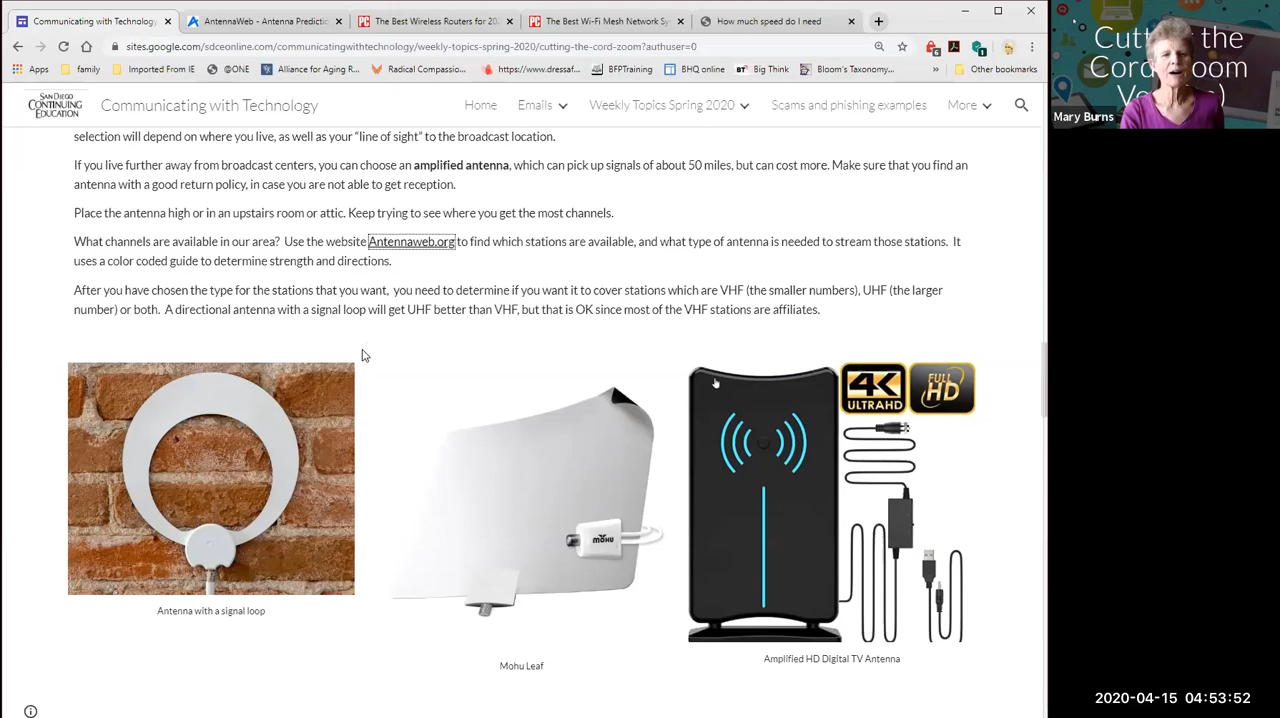 Communicating with Technology
AntennaWeb - Antenna Predictio
The Best Wireless Routers for 202
The Best Wi-Fi Mesh Network Sy
How much speed do I need
sites.google.com/sdceonline.com/communicatingwithtechnology/weekly-topics-spring-2020/cutting-the-cord-zoom?authuser=0
Apps
family
Imported From IE
@ONE
Alliance for Aging R...
Radical Compassio...
https://www.dressaf...
BFPTraining
BHQ online
BT Big Think
Bloom's Taxonomy...
»
Other bookmarks
SAN DIEGO
CONTINUING
EDUCATION
Communicating with Technology
Home
Emails
Weekly Topics Spring 2020
Scams and phishing examples
More
selection will depend on where you live, as well as your "line of sight" to the broadcast location.
If you live further away from broadcast centers, you can choose an amplified antenna, which can pick up signals of about 50 miles, but can cost more. Make sure that you find an
antenna with a good return policy, in case you are not able to get reception.
Place the antenna high or in an upstairs room or attic. Keep trying to see where you get the most channels.
What channels are available in our area? Use the website Antennaweb.org to find which stations are available, and what type of antenna is needed to stream those stations. It
uses a color coded guide to determine strength and directions.
After you have chosen the type for the stations that you want, you need to determine if you want it to cover stations which are VHF (the smaller numbers), UHF (the larger
number) or both. A directional antenna with a signal loop will get UHF better than VHF, but that is OK since most of the VHF stations are affiliates.
MOHU
4K
ULTRAHD
FULL
HD
Antenna with a signal loop
Mohu Leaf
Amplified HD Digital TV Antenna
Mary Burns
2020-04-15 04:53:52